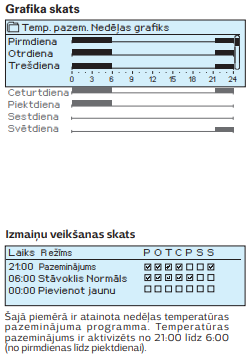 Grafika skats
Temp. pazem. Nedēļas grafiks
Pirmdiena
Otrdiena
Trešdiena
0 3 6 9 12 15 18 21 24
Ceturtdiena
Piektdiena
Sestdiena
Svētdiena
Izmaiņu veikšanas skats
Laiks Režīms P O T C P S S
21:00 Pazeminājums
06:00 Stāvoklis Normāls
00:00 Pievienot jaunu
Šajā piemērā ir atainota nedēļas temperatūras
pazeminājuma programma. Temperatūras
pazeminājums ir aktivizēts no 21:00 līdz 6:00
(no pirmdienas līdz piektdienai).